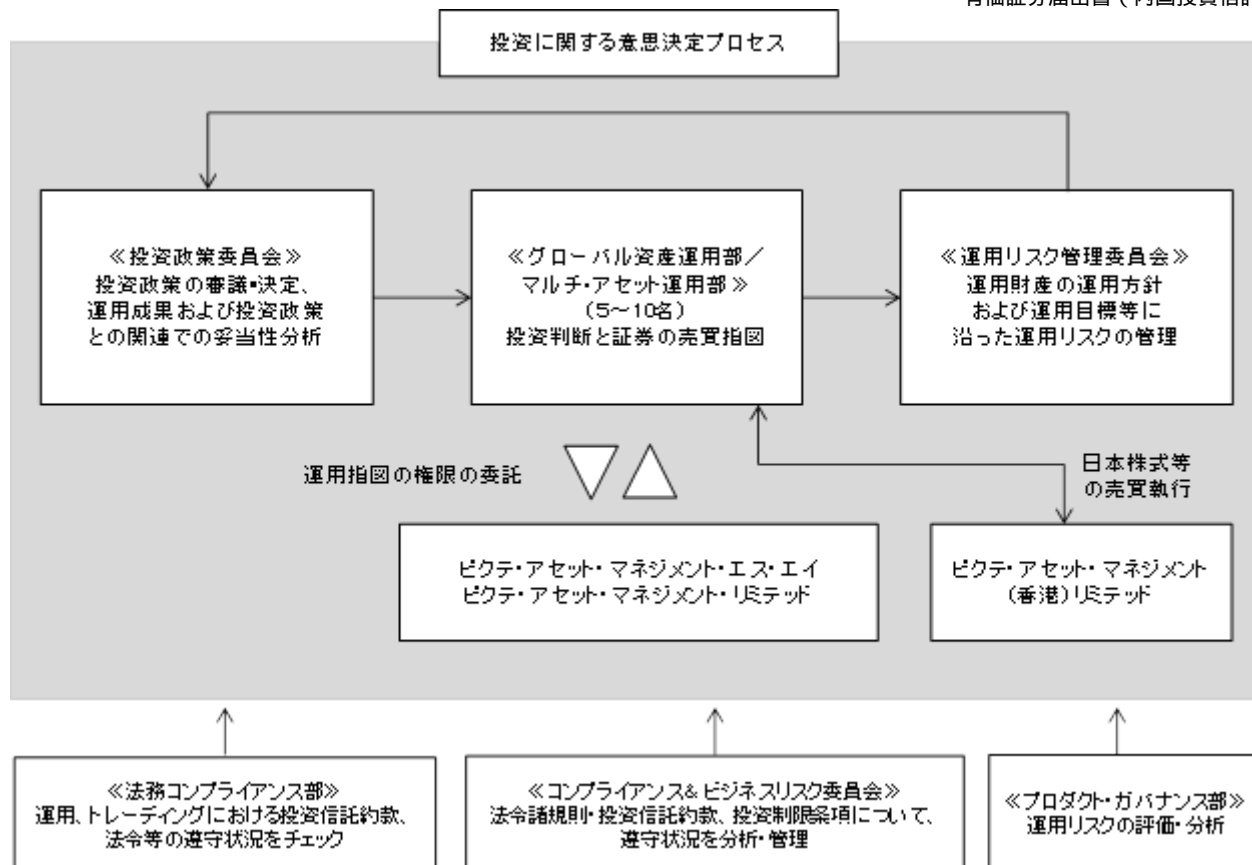 投資に関する意思決定プロセス
≪投資政策委員会≫
投資政策の審議・決定、
運用成果および投資政策
との関連での妥当性分析
≪グローバル資産運用部／
マルチ・アセット運用部≫
(5～10名)
投資判断と証券の売買指図
≪運用リスク管理委員会≫
運用財産の運用方針
および運用目標等に
沿った運用リスクの管理
運用指図の権限の委託
日本株式等
の売買執行
ピクテ・アセット・マネジメント・エス・エイ
ピクテ・アセット・マネジメント・リミテッド
ピクテ・アセット・マネジメント
(香港)リミテッド
≪法務コンプライアンス部≫
運用、トレーディングにおける投資信託約款、
法令等の遵守状況をチェック
≪コンプライアンス&ビジネスリスク委員会≫
法令諸規則・投資信託約款、投資制限条項について、
遵守状況を分析・管理
≪プロダクト・ガバナンス部≫
運用リスクの評価・分析